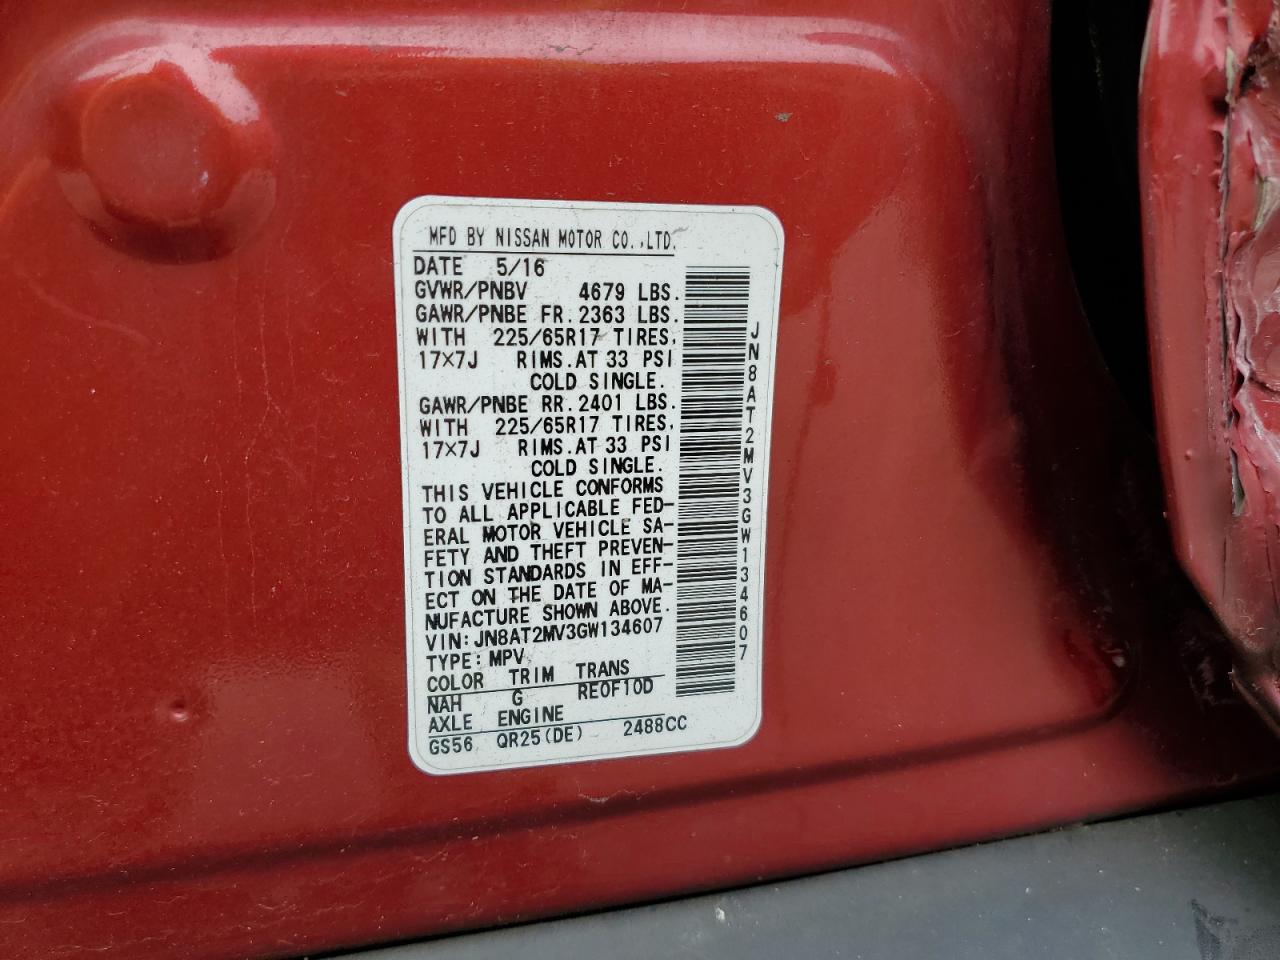 MFD BY NISSAN MOTOR CO.,LTD.
DATE 5/16
GVWR/PNBV 4679 LBS.
GAWR/PNBE FR. 2363 LBS.
WITH 225/65R17 TIRES,
17×7J RIMS.AT 33 PSI
COLD SINGLE.
GAWR/PNBE RR. 2401 LBS.
WITH 225/65R17 TIRES,
17×7J RIMS.AT 33 PSI
COLD SINGLE.
THIS VEHICLE CONFORMS
TO ALL APPLICABLE FED-
ERAL MOTOR VEHICLE SA-
FETY AND THEFT PREVEN-
TION STANDARDS IN EFF-
ECT ON THE DATE OF MA-
NUFACTURE SHOWN ABOVE.
VIN:JN8AT2MV3GW134607
TYPE:MPV
COLOR TRIM TRANS
NAH G RE0F10D
AXLE ENGINE
GS56 QR25(DE) 2488CC
JN8AT2MV3GW134607